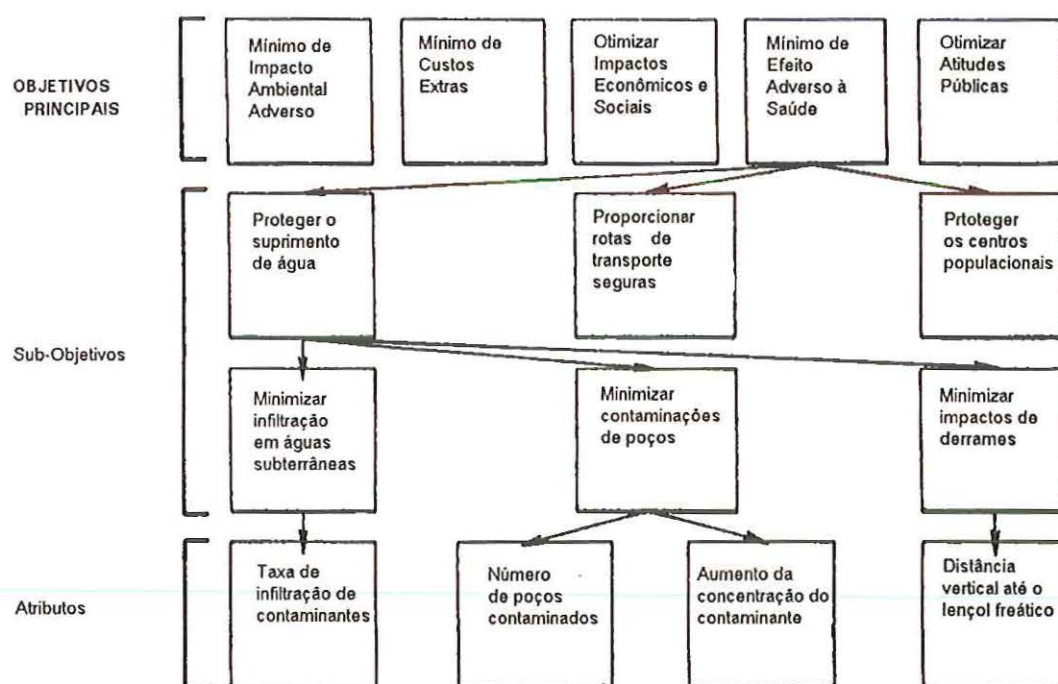 OBJETIVOS
PRINCIPAIS
Mínimo de
Impacto
Ambiental
Adverso
Mínimo de
Custos
Extras
Otimizar
Impactos
Econômicos e
Sociais
Mínimo de
Efeito
Adverso à
Saúde
Otimizar
Atitudes
Públicas
Sub-Objetivos
Proteger o
suprimento
de água
Proporcionar
rotas de
transporte
seguras
Prtoteger
os centros
populacionais
Minimizar
infiltração
em águas
subterrâneas
Minimizar
contaminações
de poços
Minimizar
impactos de
derrames
Atributos
Taxa de
infiltração de
contaminantes
Número
de poços
contaminados
Aumento da
concentração do
contaminante
Distância
vertical até o
lençol freático